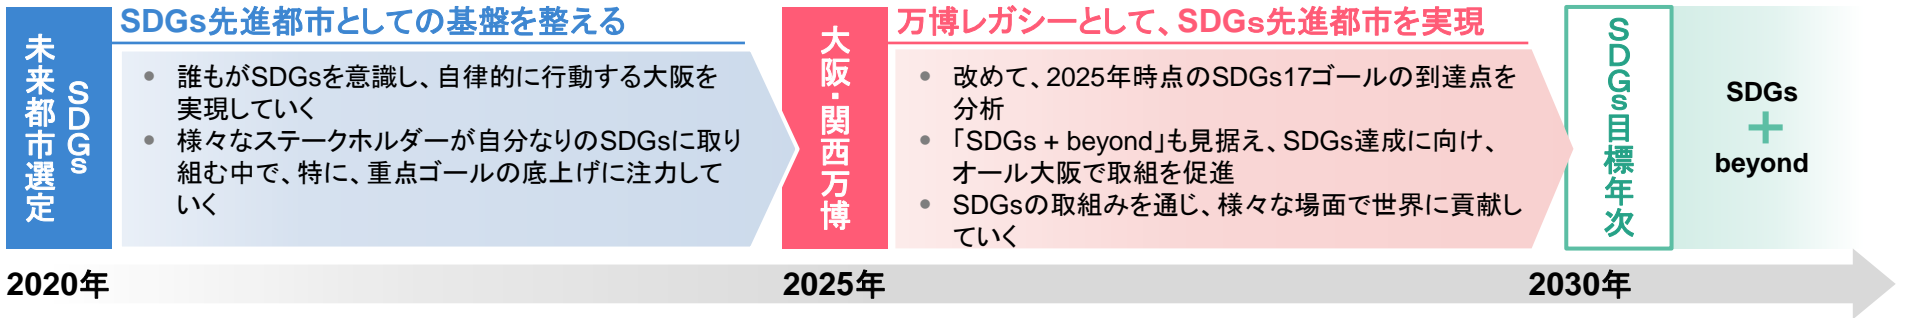 SDGs
未来都市選定
SDGs先進都市としての基盤を整える
• 誰もがSDGsを意識し、自律的に行動する大阪を
実現していく
• 様々なステークホルダーが自分なりのSDGsに取り
組む中で、特に、重点ゴールの底上げに注力して
いく
大阪・関西万博
万博レガシーとして、SDGs先進都市を実現
• 改めて、2025年時点のSDGs17ゴールの到達点を
分析
• 「SDGs + beyond」も見据え、SDGs達成に向け、
オール大阪で取組を促進
• SDGsの取組みを通じ、様々な場面で世界に貢献し
ていく
SDGs目標年次
SDGs
+
beyond
2020年
2025年
2030年